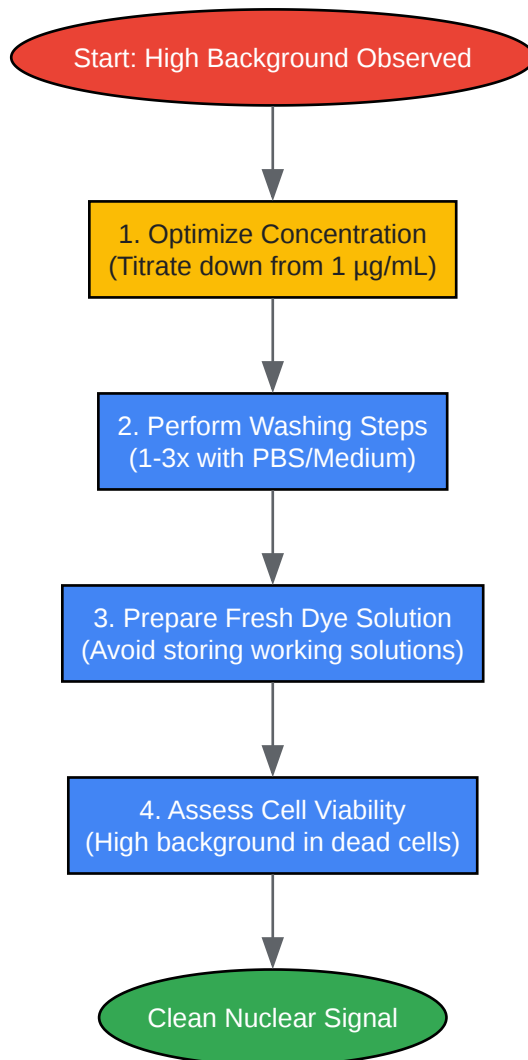 Start: High Background Observed
1. Optimize Concentration
(Titrate down from 1 µg/mL)
2. Perform Washing Steps
(1-3x with PBS/Medium)
3. Prepare Fresh Dye Solution
(Avoid storing working solutions)
4. Assess Cell Viability
(High background in dead cells)
Clean Nuclear Signal